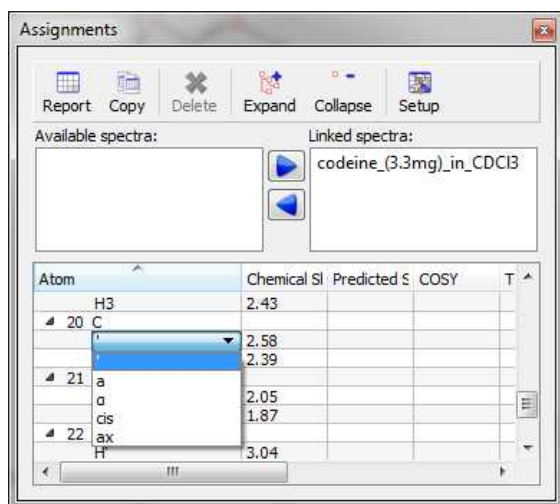 Assignments
Report Copy Delete Expand Collapse Setup
Available spectra: Linked spectra:
codeine_(3.3mg)_in_CDCl3
Atom Chemical Sl Predicted S COSY T
H3 2.43
20 C
' 2.58
' 2.39
21
a
α 2.05
cis 1.87
22 ax
H' 3.04